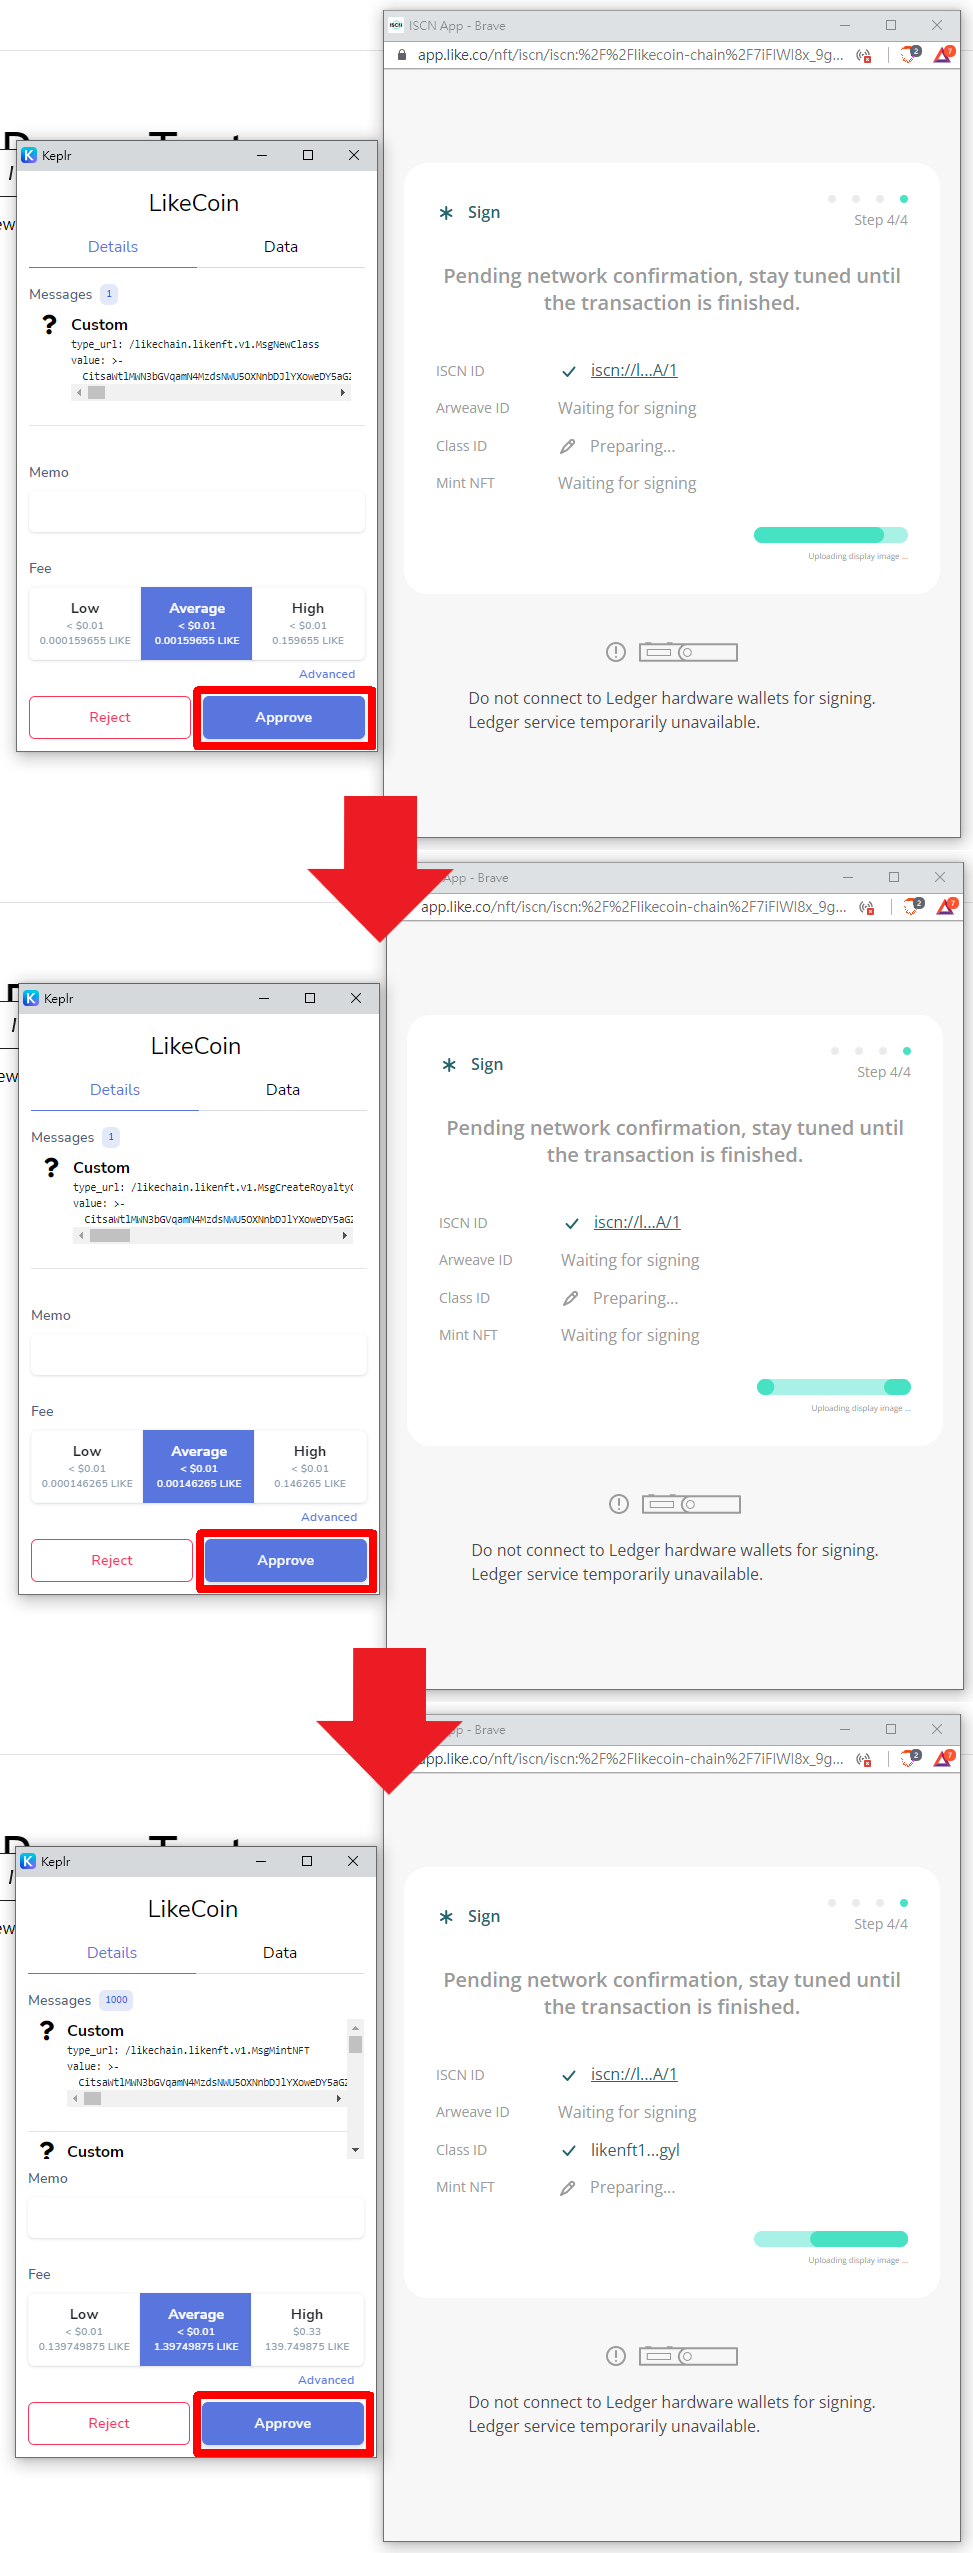 ISCN App - Brave
app.like.co/nft/iscn/iscn:%2F%2Flikecoin-chain%2F7iFlWl8x_9g...
2
7
Keplr
LikeCoin
Details
Data
Messages 1
? Custom
type_url: /likechain.likenft.v1.MsgNewClass
value: >-
Memo
Fee
Low
Average
High
< $0.01
< $0.01
< $0.01
0.000159655 LIKE
0.00159655 LIKE
0.159655 LIKE
Advanced
Reject
Approve
Sign
Step 4/4
Pending network confirmation, stay tuned until
the transaction is finished.
ISCN ID
iscn://l...A/1
Arweave ID
Waiting for signing
Class ID
Preparing...
Mint NFT
Waiting for signing
Uploading display image ...
Do not connect to Ledger hardware wallets for signing.
Ledger service temporarily unavailable.
App - Brave
app.like.co/nft/iscn/iscn:%2F%2Flikecoin-chain%2F7iFlWl8x_9g...
2
7
Keplr
LikeCoin
Details
Data
Messages 1
? Custom
type_url: /likechain.likenft.v1.MsgCreateRoyaltyC
value: >-
Memo
Fee
Low
Average
High
< $0.01
< $0.01
< $0.01
0.000146265 LIKE
0.00146265 LIKE
0.146265 LIKE
Advanced
Reject
Approve
Sign
Step 4/4
Pending network confirmation, stay tuned until
the transaction is finished.
ISCN ID
iscn://l...A/1
Arweave ID
Waiting for signing
Class ID
Preparing...
Mint NFT
Waiting for signing
Uploading display image ...
Do not connect to Ledger hardware wallets for signing.
Ledger service temporarily unavailable.
pp - Brave
app.like.co/nft/iscn/iscn:%2F%2Flikecoin-chain%2F7iFlWl8x_9g...
2
7
Keplr
LikeCoin
Details
Data
Messages 1000
? Custom
type_url: /likechain.likenft.v1.MsgMintNFT
value: >-
? Custom
Memo
Fee
Low
Average
High
< $0.01
< $0.01
$0.33
0.139749875 LIKE
1.39749875 LIKE
139.749875 LIKE
Advanced
Reject
Approve
Sign
Step 4/4
Pending network confirmation, stay tuned until
the transaction is finished.
ISCN ID
iscn://l...A/1
Arweave ID
Waiting for signing
Class ID
likenft1...gyl
Mint NFT
Preparing...
Uploading display image ...
Do not connect to Ledger hardware wallets for signing.
Ledger service temporarily unavailable.